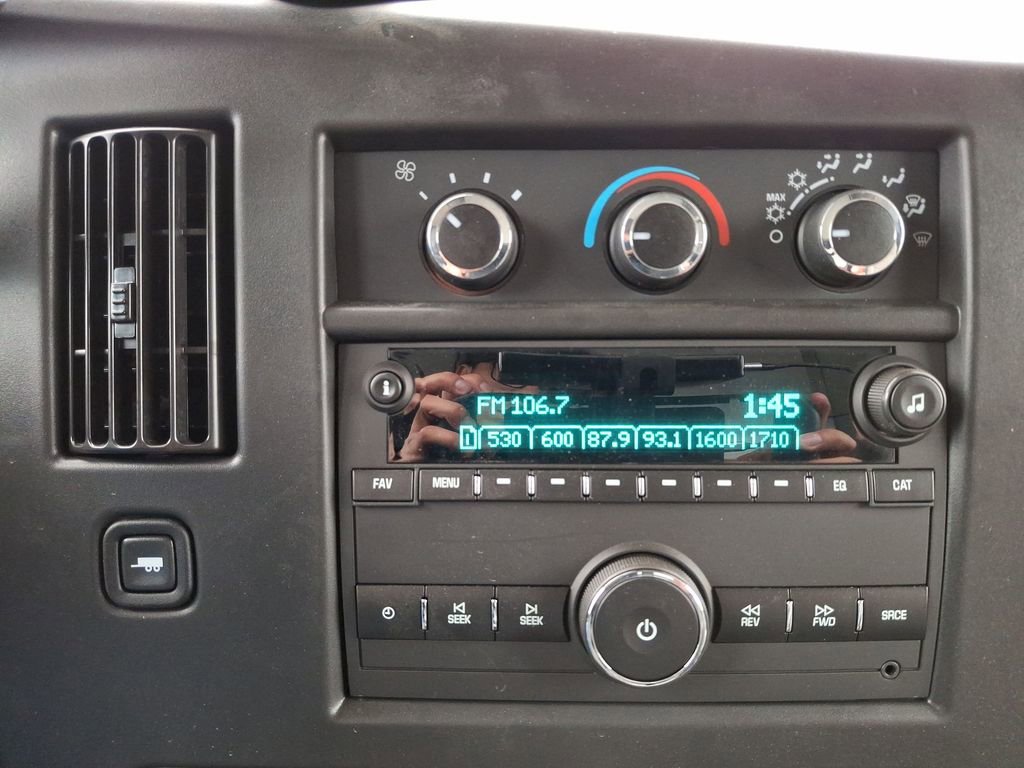 MAX
i
FM 106.7 1:45
1 530 600 87.9 93.1 1600 1710
FAV MENU EQ CAT
SEEK SEEK REV FWD SRCE